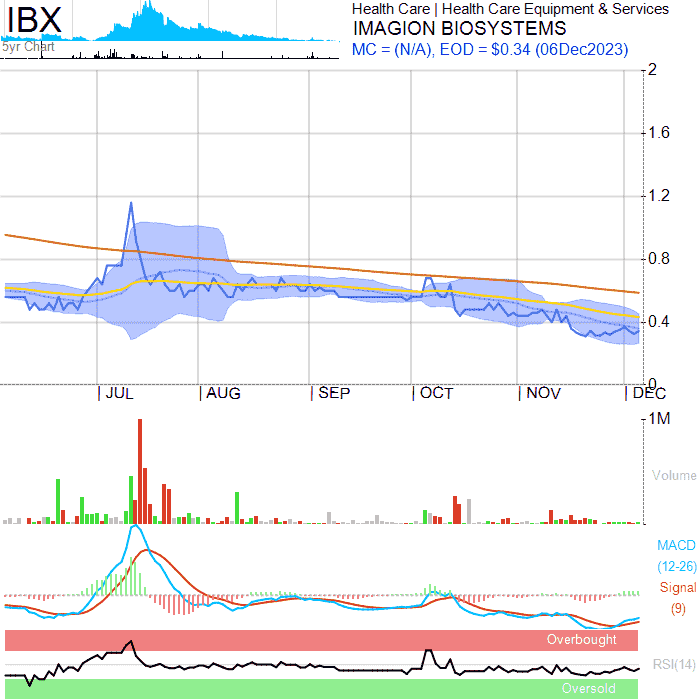 IBX
5yr Chart
Health Care | Health Care Equipment & Services
IMAGION BIOSYSTEMS
MC = (N/A), EOD = $0.34 (06Dec2023)
2
1.6
1.2
0.8
0.4
0
JUL AUG SEP OCT NOV DEC
1M
Volume
MACD
(12-26)
Signal
(9)
Overbought
RSI(14)
Oversold